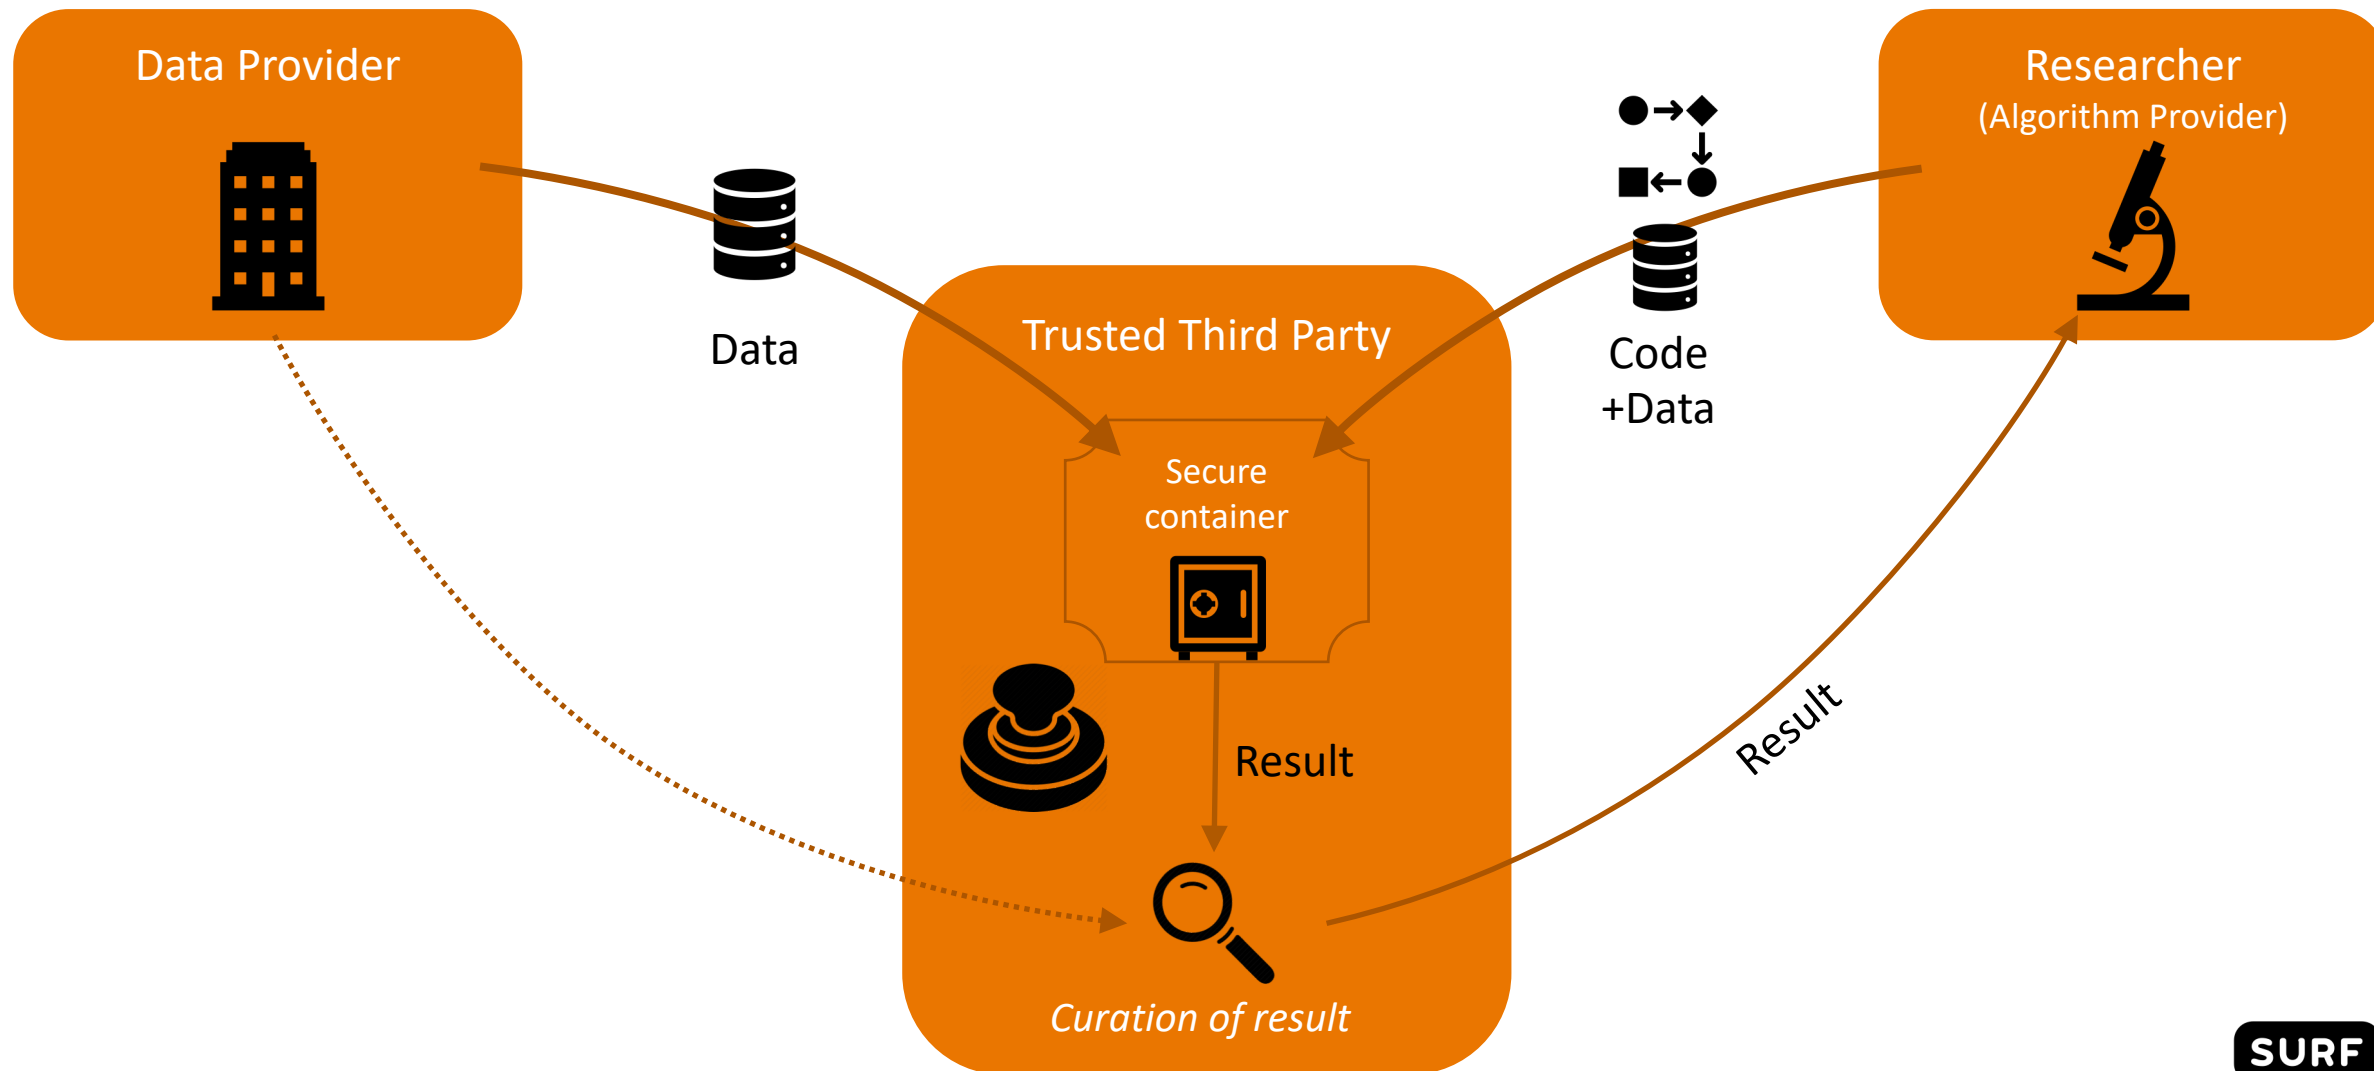 Data Provider
Researcher
(Algorithm Provider)
Data
Trusted Third Party
Code
+Data
Secure
container
Result
Result
Curation of result
SURF